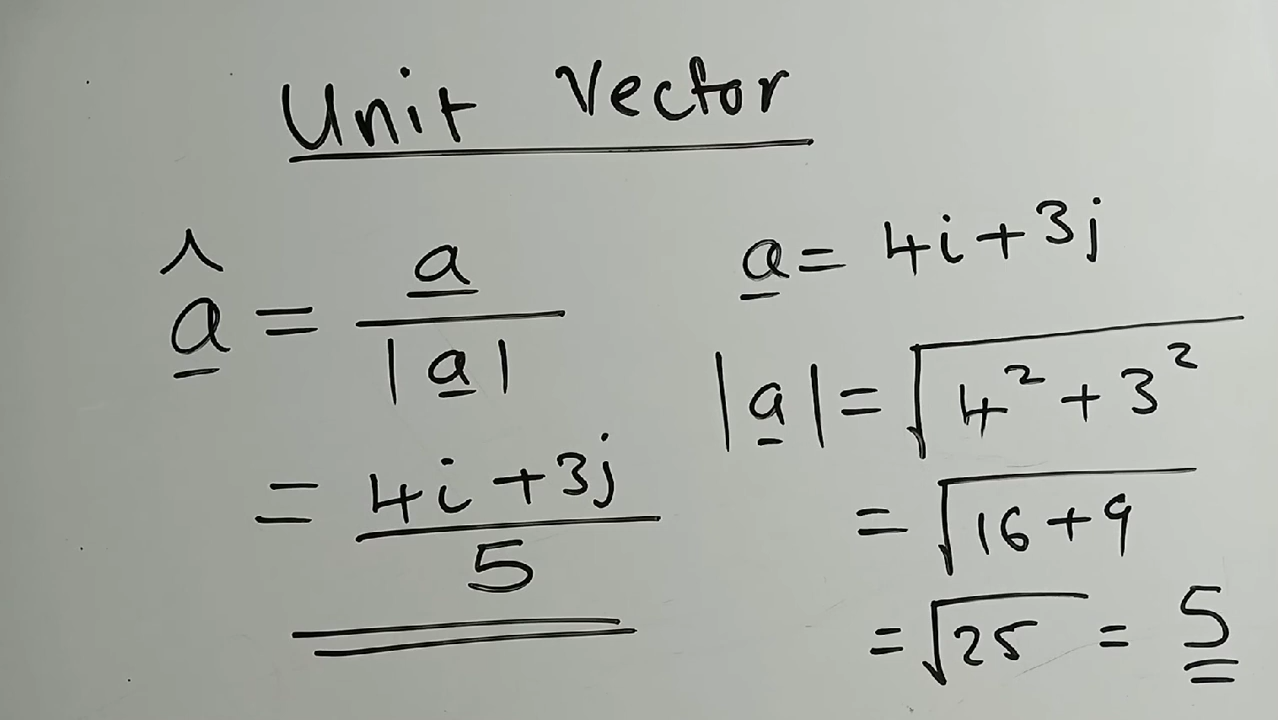 Unit Vector
â = a / |a|
= 4i + 3j / 5
a = 4i + 3j
|a| = √(4² + 3²)
= √(16 + 9)
= √25 = 5